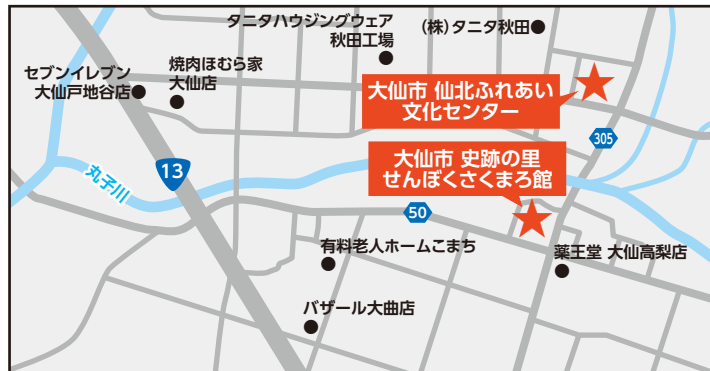 タニタハウジングウェア
秋田工場
(株)タニタ秋田
焼肉ほむら家
大仙店
セブンイレブン
大仙戸地谷店
大仙市 仙北ふれあい
文化センター
305
大仙市 史跡の里
せんぼくさくまろ館
13
丸子川
50
有料老人ホームこまち
薬王堂 大仙高梨店
バザール大曲店